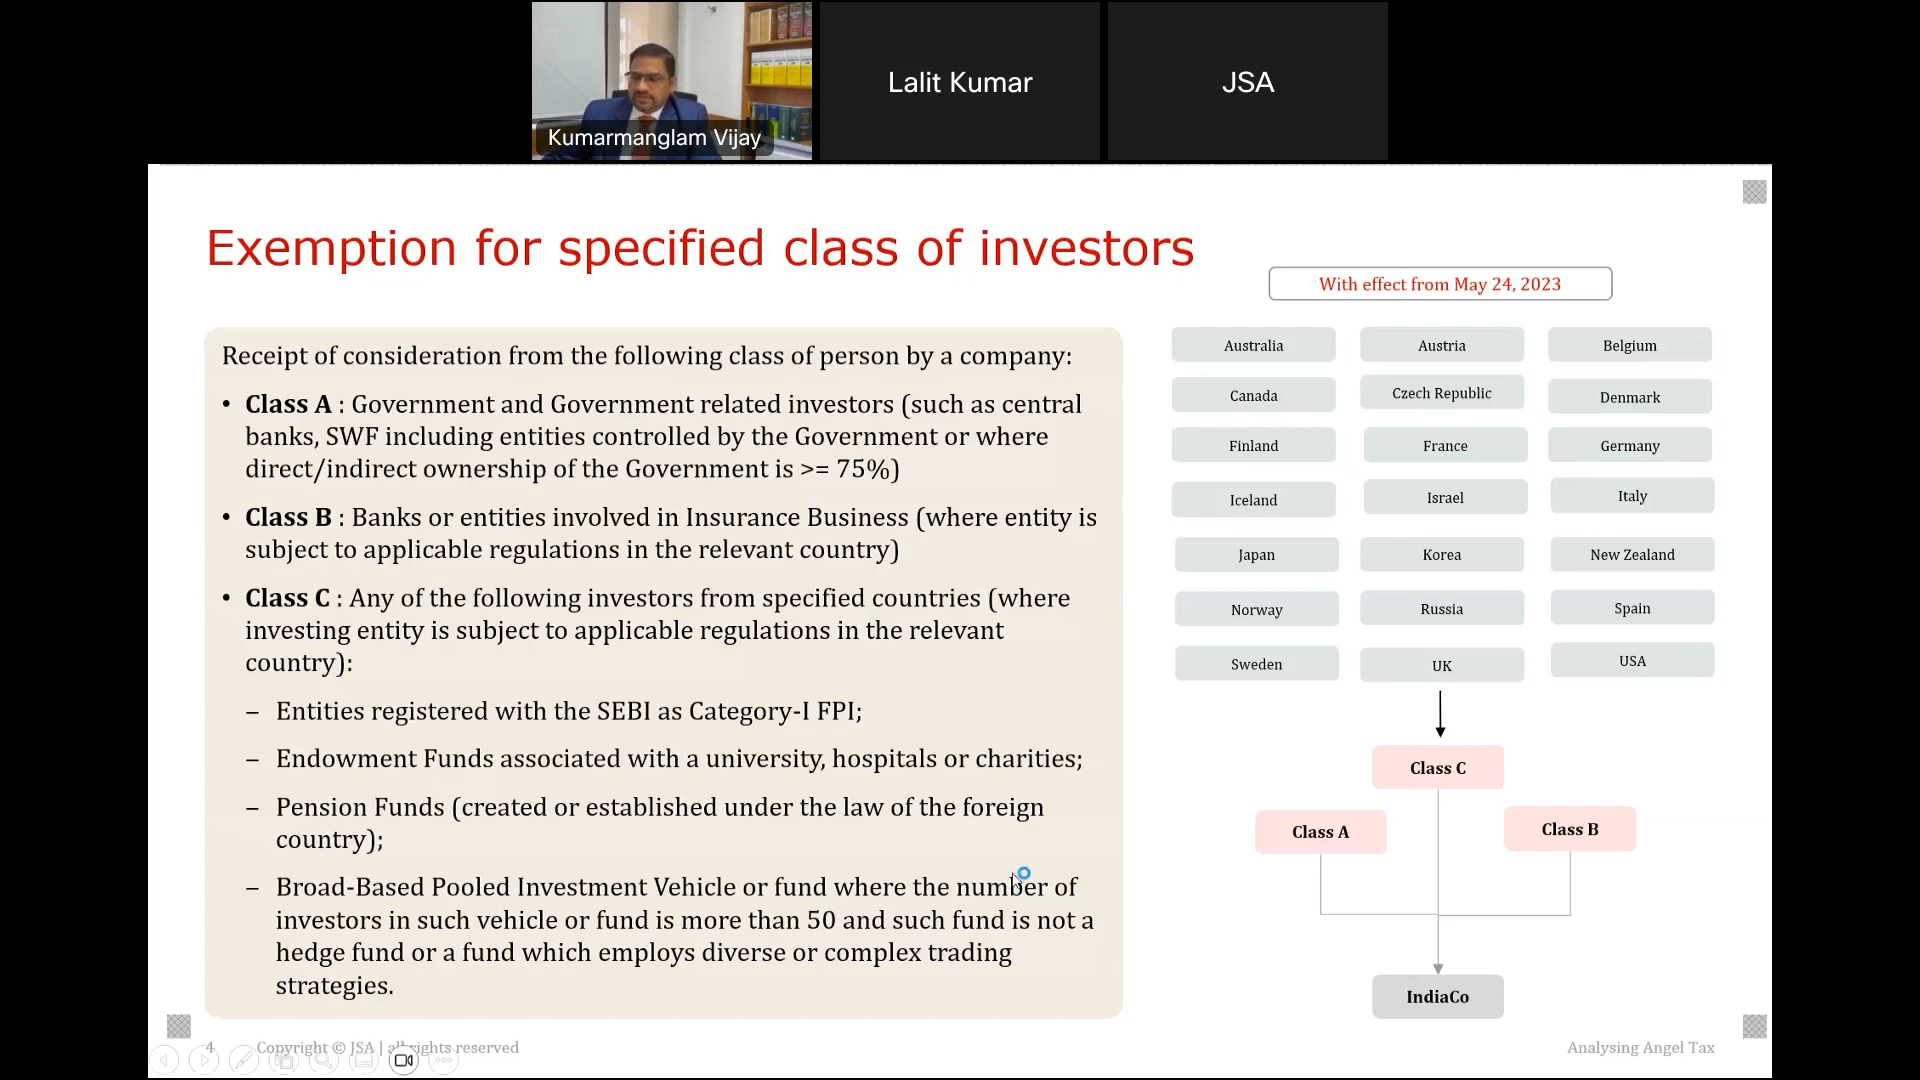 Kumarmanglam Vijay
Lalit Kumar
JSA
Exemption for specified class of investors
With effect from May 24, 2023
Receipt of consideration from the following class of person by a company:
• Class A : Government and Government related investors (such as central
banks, SWF including entities controlled by the Government or where
direct/indirect ownership of the Government is >= 75%)
• Class B : Banks or entities involved in Insurance Business (where entity is
subject to applicable regulations in the relevant country)
• Class C : Any of the following investors from specified countries (where
investing entity is subject to applicable regulations in the relevant
country):
– Entities registered with the SEBI as Category-I FPI;
– Endowment Funds associated with a university, hospitals or charities;
– Pension Funds (created or established under the law of the foreign
country);
– Broad-Based Pooled Investment Vehicle or fund where the number of
investors in such vehicle or fund is more than 50 and such fund is not a
hedge fund or a fund which employs diverse or complex trading
strategies.
Australia
Austria
Belgium
Canada
Czech Republic
Denmark
Finland
France
Germany
Iceland
Israel
Italy
Japan
Korea
New Zealand
Norway
Russia
Spain
Sweden
UK
USA
Class C
Class A
Class B
IndiaCo
4
Copyright © JSA | all rights reserved
Analysing Angel Tax